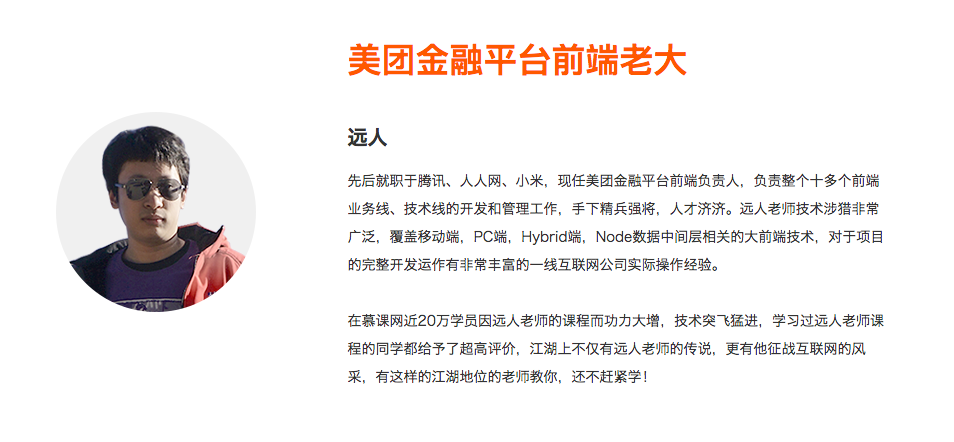 美团金融平台前端老大
远人
先后就职于腾讯、人人网、小米，现任美团金融平台前端负责人，负责整个十多个前端
业务线、技术线的开发和管理工作，手下精兵强将，人才济济。远人老师技术涉猎非常
广泛，覆盖移动端，PC端，Hybrid端，Node数据中间层相关的大前端技术，对于项目
的完整开发运作有非常丰富的一线互联网公司实际操作经验。
在慕课网近20万学员因远人老师的课程而功力大增，技术突飞猛进，学习过远人老师课
程的同学都给予了超高评价，江湖上不仅有远人老师的传说，更有他征战互联网的风
采，有这样的江湖地位的老师教你，还不赶紧学！